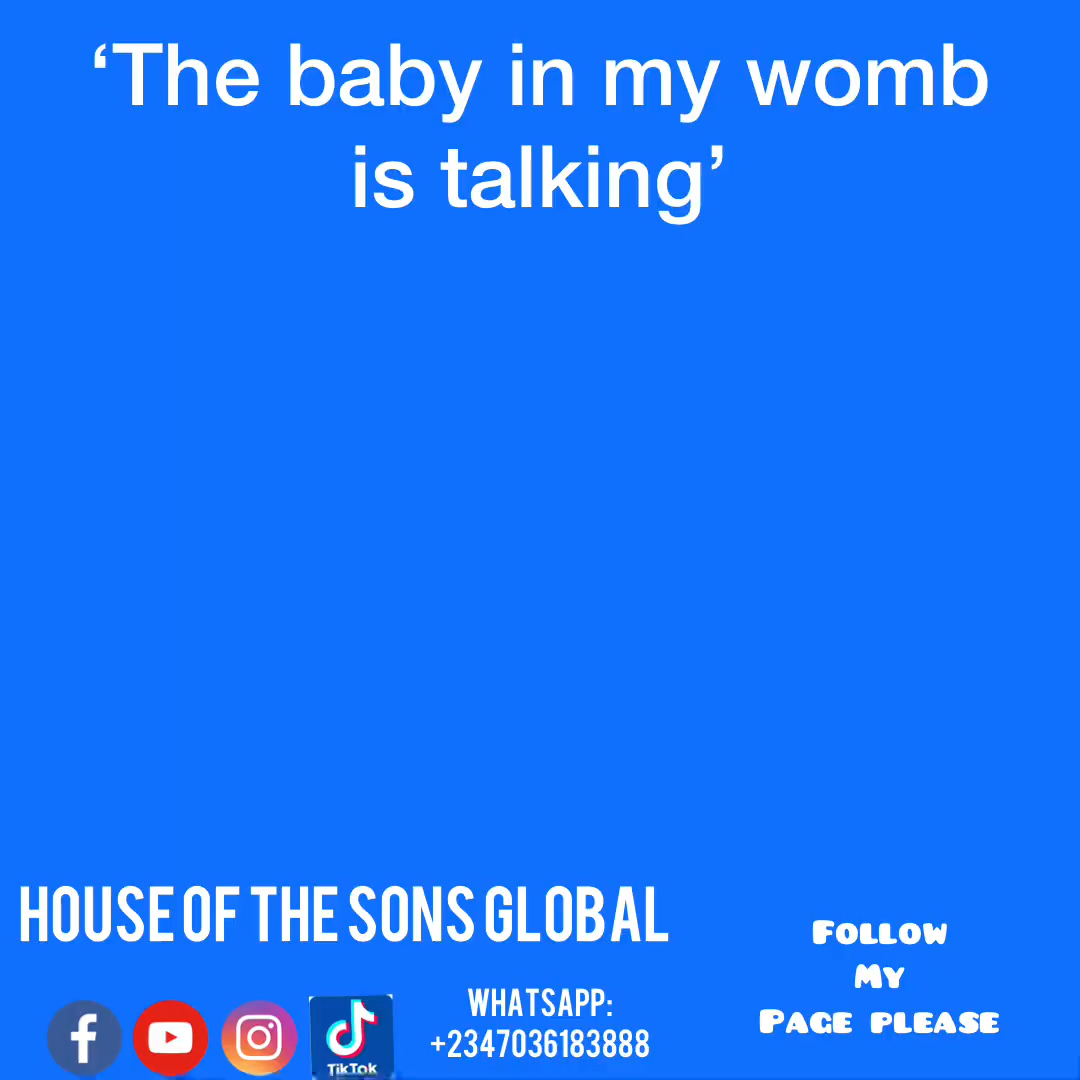 ‘The baby in my womb
is talking’
HOUSE OF THE SONS GLOBAL
FOLLOW
MY
PAGE PLEASE
WHATSAPP:
+2347036183888
TikTok